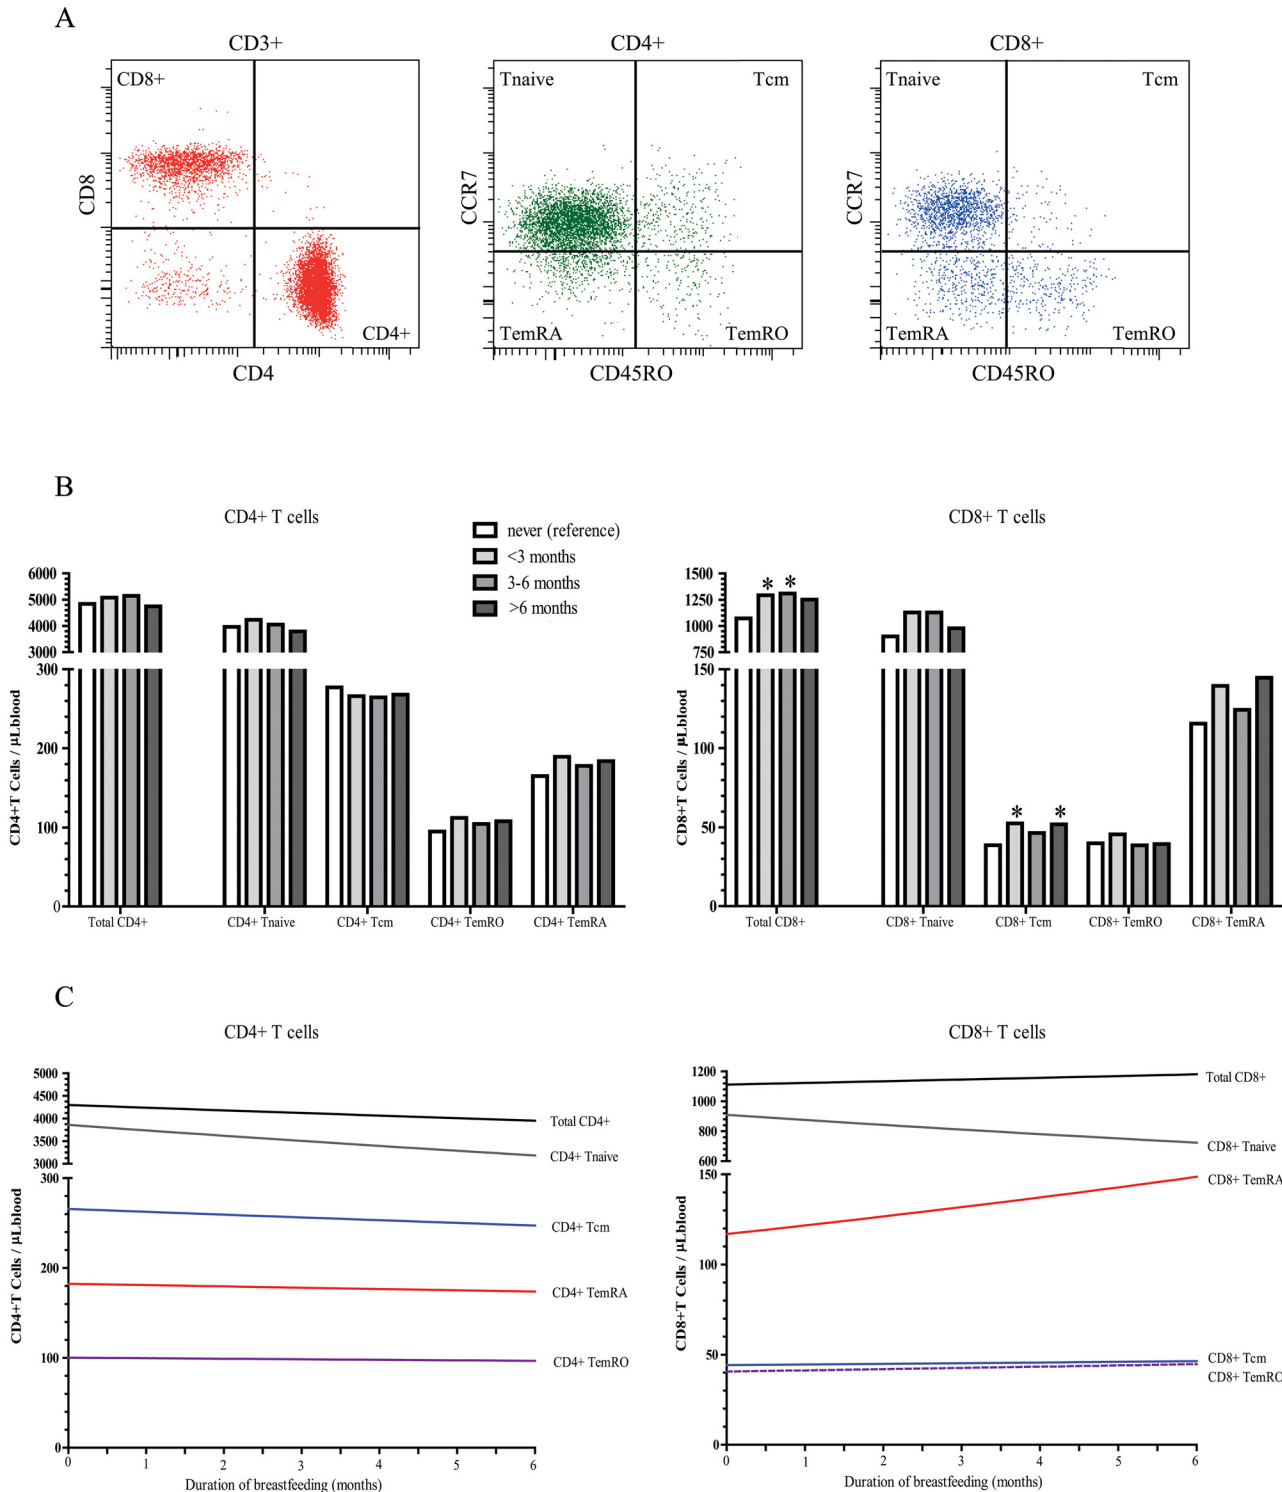 A
CD3+
CD4+
CD8+
CD8+
CD4+
CD8
CD4
Tnaive
Tcm
TemRA
TemRO
CCR7
CD45RO
Tnaive
Tcm
TemRA
TemRO
CCR7
CD45RO
B
CD4+ T cells
never (reference)
<3 months
3-6 months
>6 months
CD8+ T cells
6000
5000
4000
3000
300
200
100
0
CD4+T Cells / µLblood
Total CD4+
CD4+ Tnaive
CD4+ Tcm
CD4+ TemRO
CD4+ TemRA
1500
1250
1000
750
150
100
50
0
CD8+T Cells / µLblood
* *
* *
Total CD8+
CD8+ Tnaive
CD8+ Tcm
CD8+ TemRO
CD8+ TemRA
C
CD4+ T cells
5000
4500
4000
3500
3000
300
200
100
0
CD4+T Cells / µLblood
Total CD4+
CD4+ Tnaive
CD4+ Tcm
CD4+ TemRA
CD4+ TemRO
0 1 2 3 4 5 6
Duration of breastfeeding (months)
CD8+ T cells
1200
1000
800
600
150
100
50
0
CD8+T Cells / µLblood
Total CD8+
CD8+ Tnaive
CD8+ TemRA
CD8+ Tcm
CD8+ TemRO
0 1 2 3 4 5 6
Duration of breastfeeding (months)